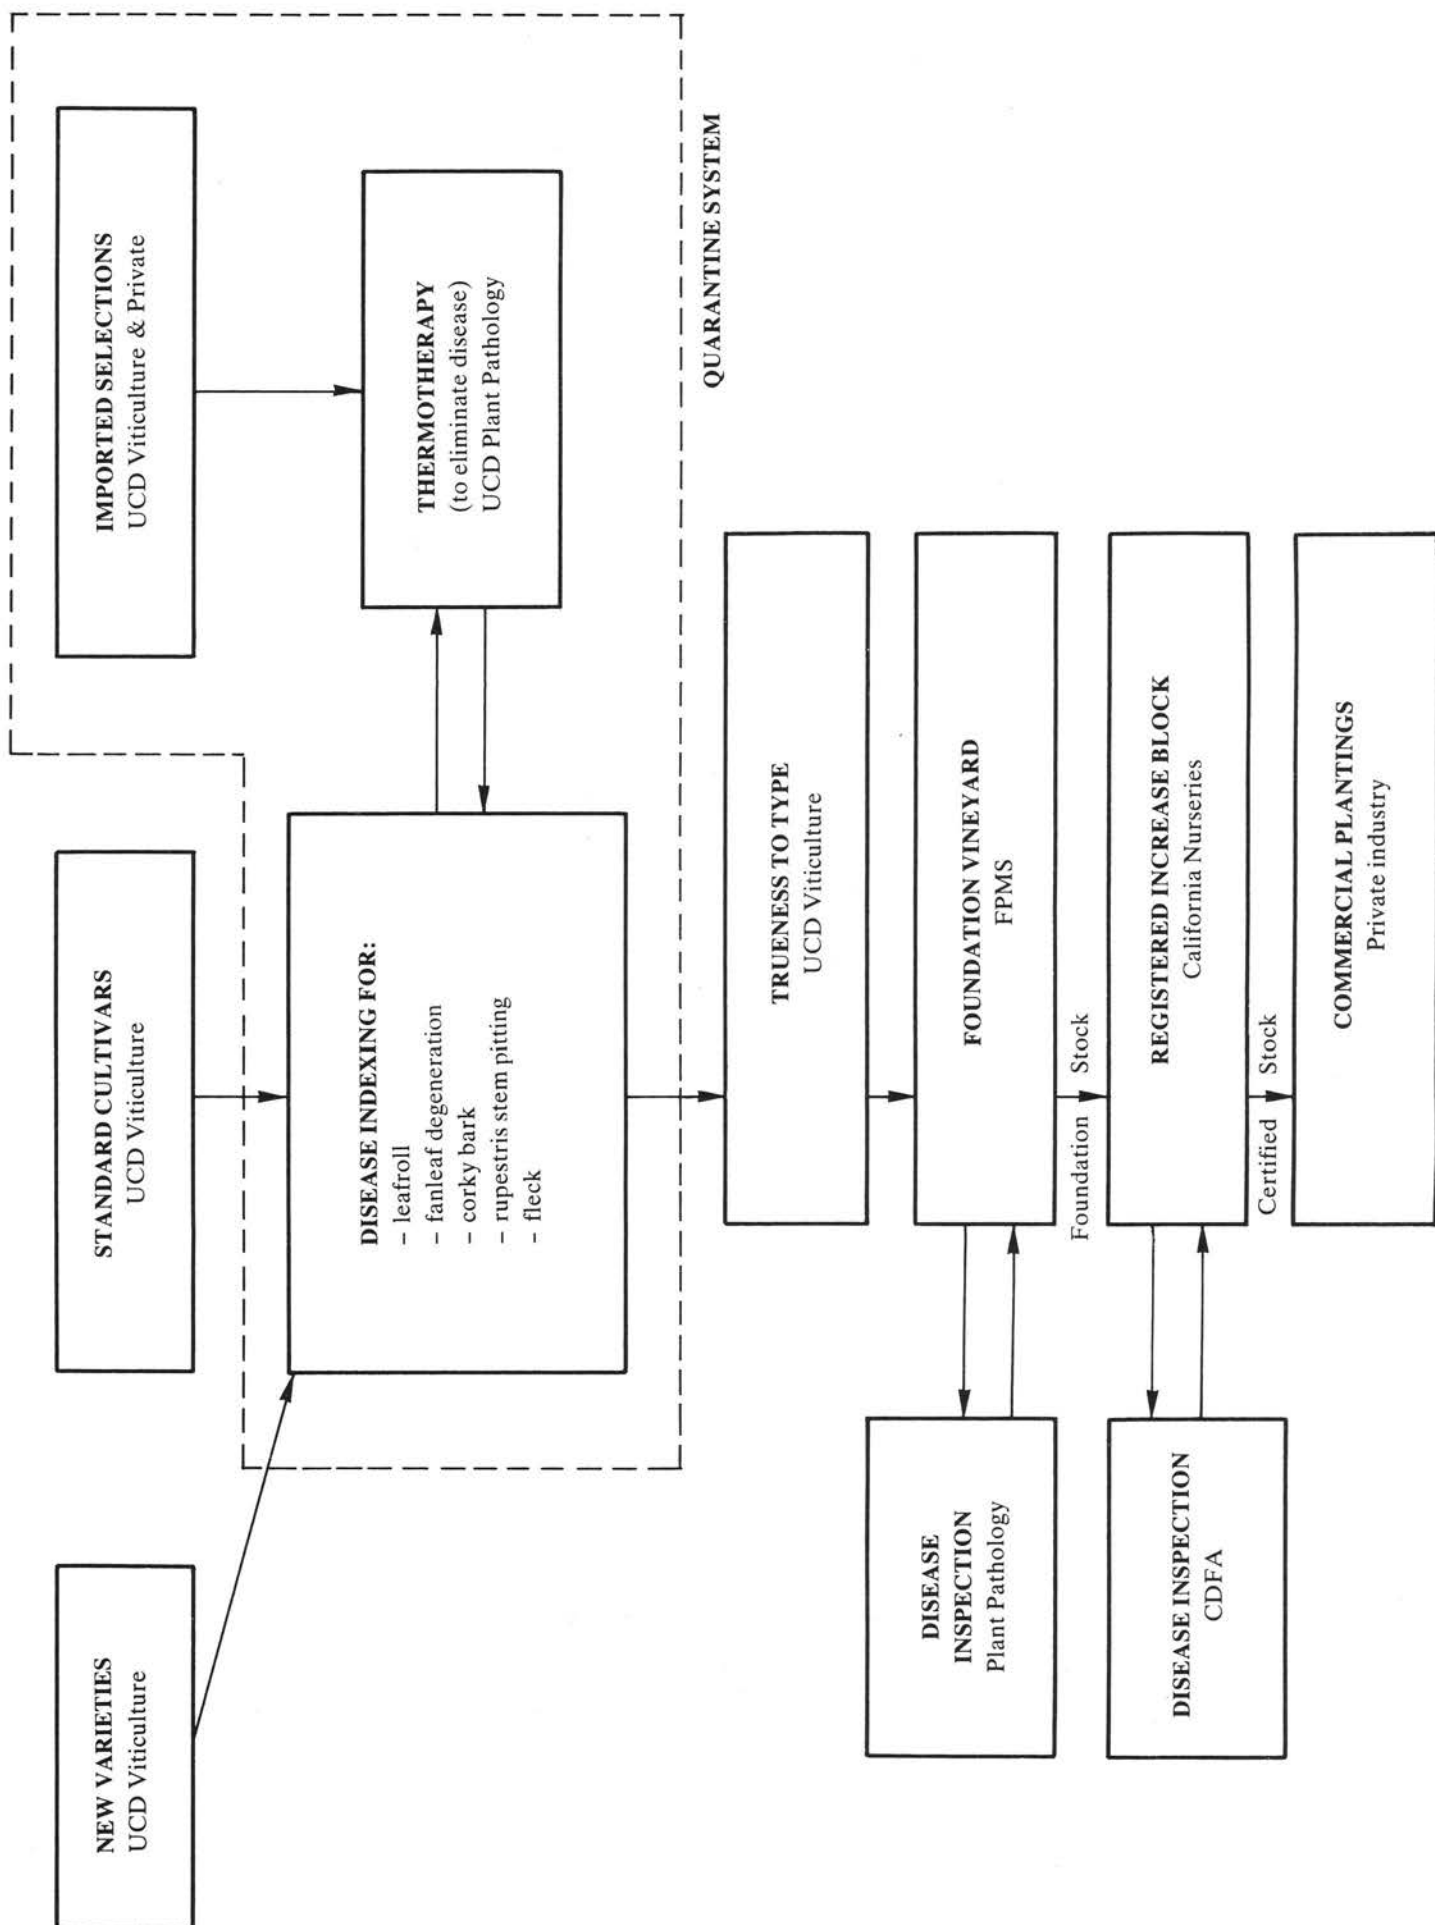 NEW VARIETIES
UCD Viticulture
STANDARD CULTIVARS
UCD Viticulture
IMPORTED SELECTIONS
UCD Viticulture & Private
DISEASE INDEXING FOR:
– leafroll
– fanleaf degeneration
– corky bark
– rupestris stem pitting
– fleck
THERMOTHERAPY
(to eliminate disease)
UCD Plant Pathology
QUARANTINE SYSTEM
TRUENESS TO TYPE
UCD Viticulture
DISEASE
INSPECTION
Plant Pathology
FOUNDATION VINEYARD
FPMS
Foundation Stock
DISEASE INSPECTION
CDFA
REGISTERED INCREASE BLOCK
California Nurseries
Certified Stock
COMMERCIAL PLANTINGS
Private industry